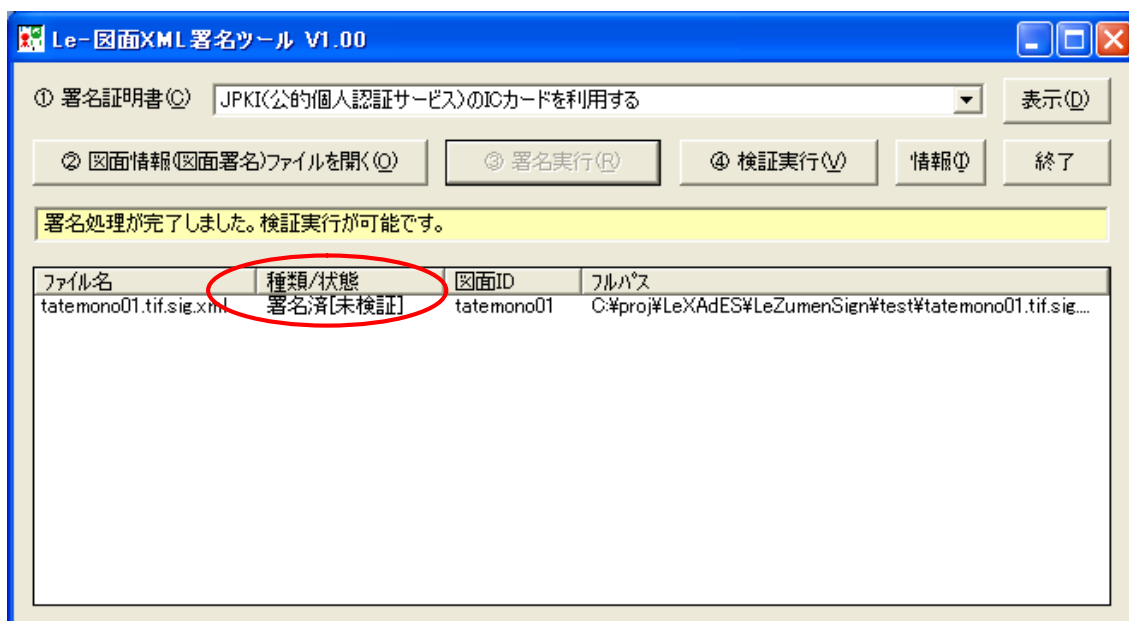 Le-図面XML署名ツール V1.00
① 署名証明書(C) JPKI(公的個人認証サービス)のICカードを利用する 表示(D)
② 図面情報(図面署名)ファイルを開く(O) ③ 署名実行(R) ④ 検証実行(V) 情報(I) 終了
署名処理が完了しました。検証実行が可能です。
ファイル名 種類/状態 図面ID フルパス
tatemono01.tif.sig.xml 署名済[未検証] tatemono01 C:¥proj¥LeXAdES¥LeZumenSign¥test¥tatemono01.tif.sig....